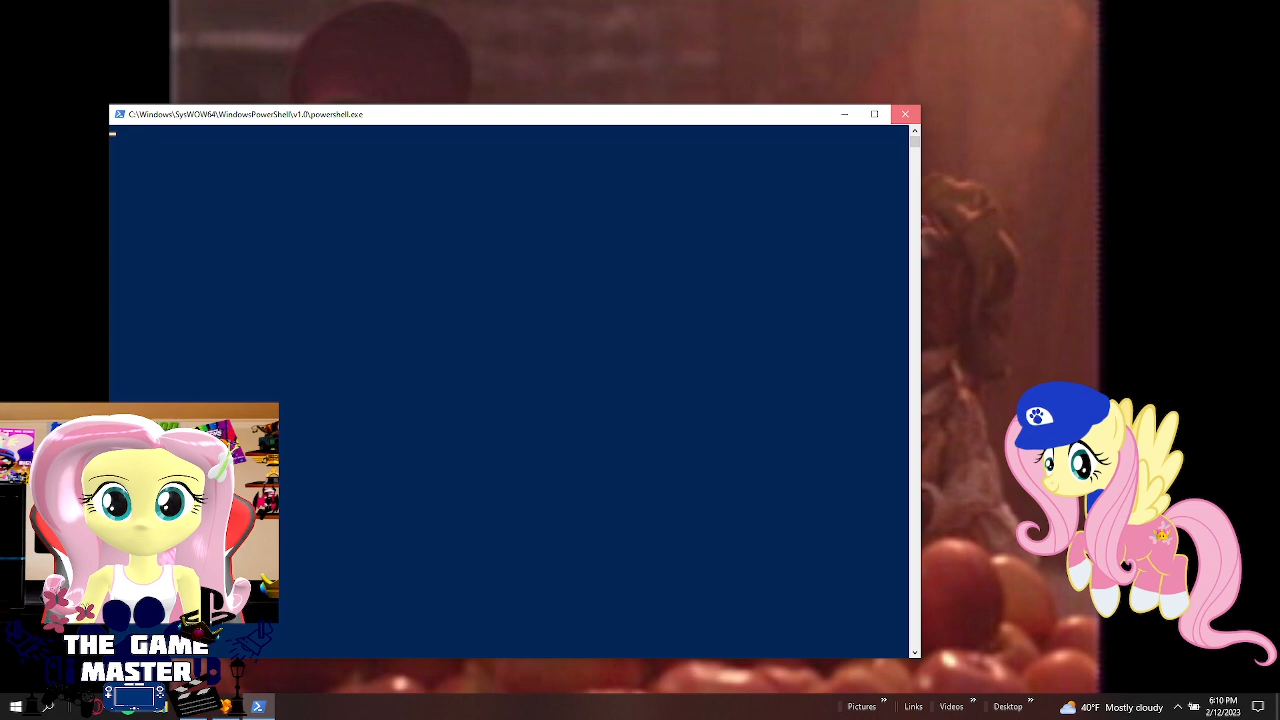 C:\Windows\SysWOW64\WindowsPowerShell\v1.0\powershell.exe
THE GAME
MASTER
Pictures
Links
Videos
Desktop
40°F Mostly cloudy
6:10 PM
2/12/2023